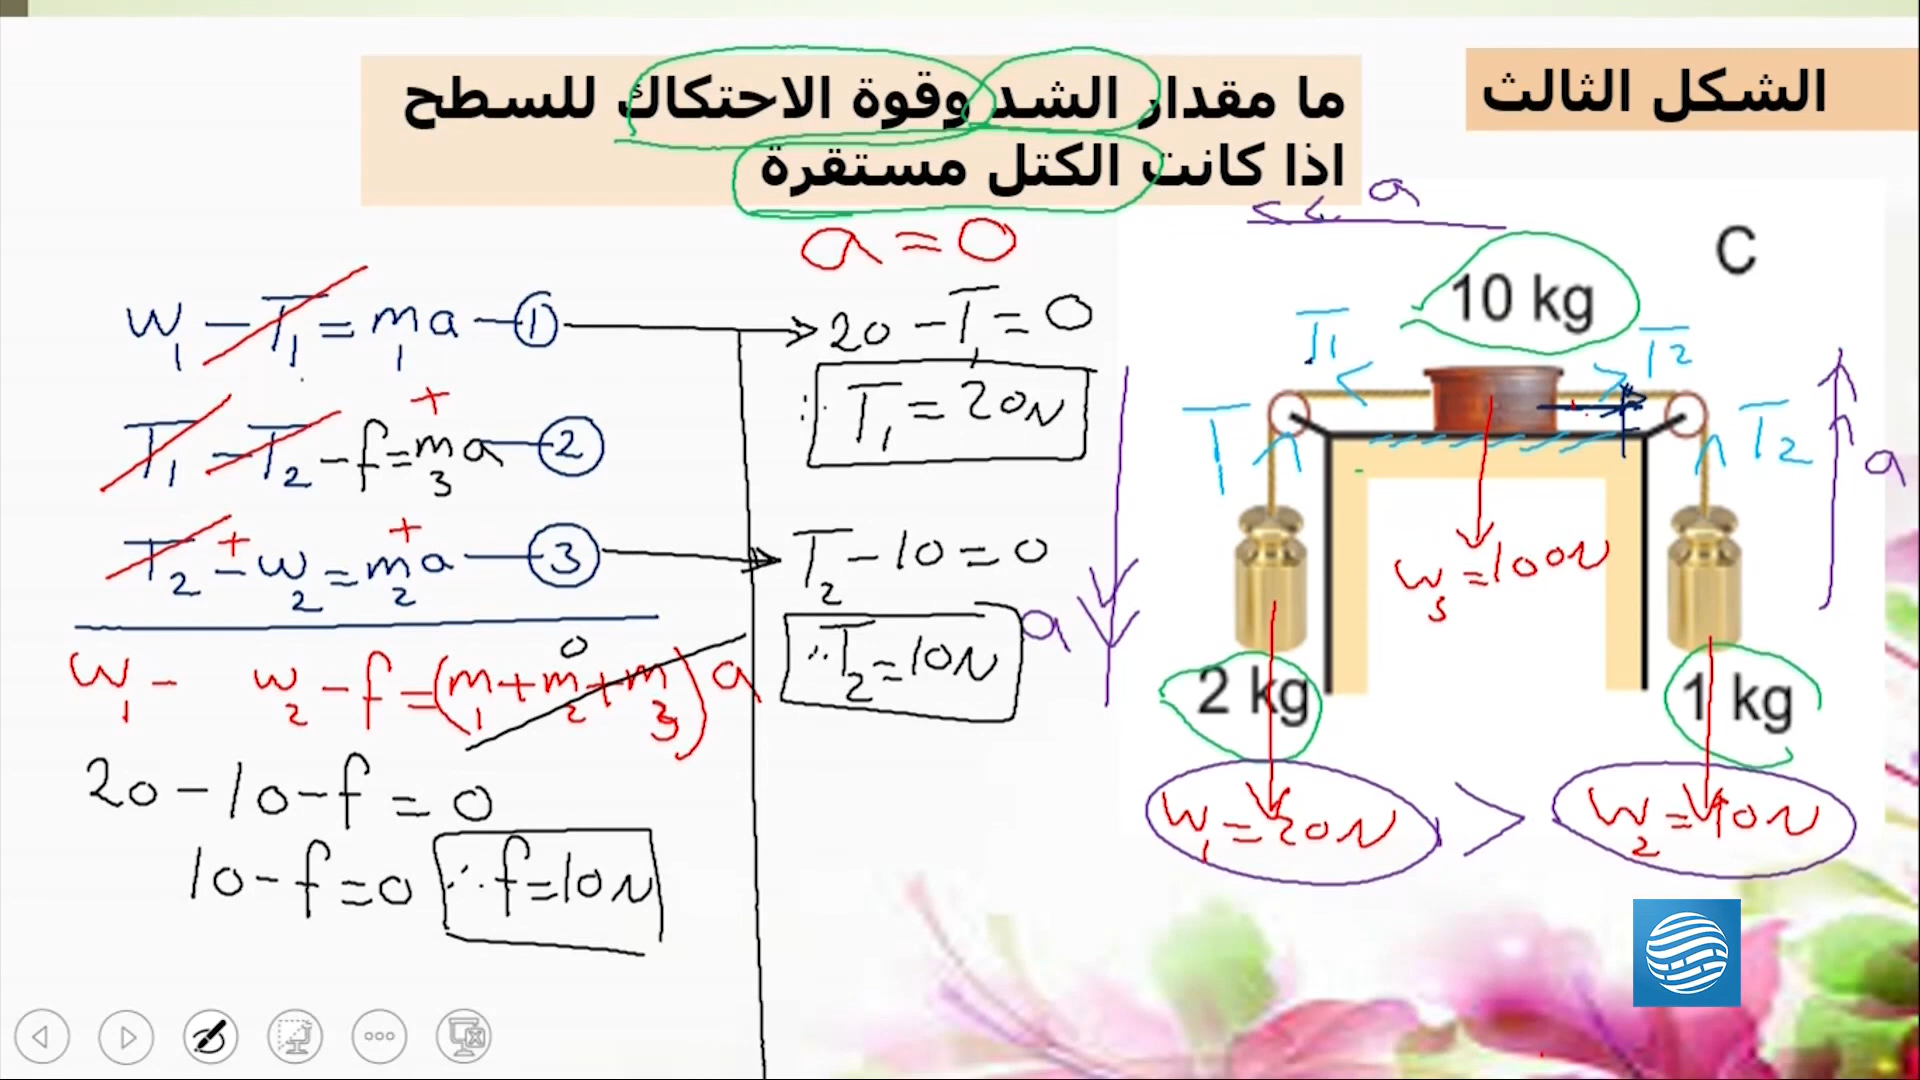 الشكل الثالث
ما مقدار الشد وقوة الاحتكاك للسطح
اذا كانت الكتل مستقرة
a = 0
W₁ – T₁ = m₁a – ①
T₁ – T₂ – f = m₃a – ②
T₂ – W₂ = m₂a – ③
W₁ – W₂ – f = (m₁ + m₂ + m₃) a
0
20 – 10 – f = 0
10 – f = 0 ∴ f = 10N
20 – T₁ = 0
∴ T₁ = 20N
T₂ – 10 = 0
∴ T₂ = 10N
a
C
10 kg
T₁
T₂
T
T₂
a
a
W₃ = 100N
2 kg
1 kg
W₁ = 20N > W₂ = 10N